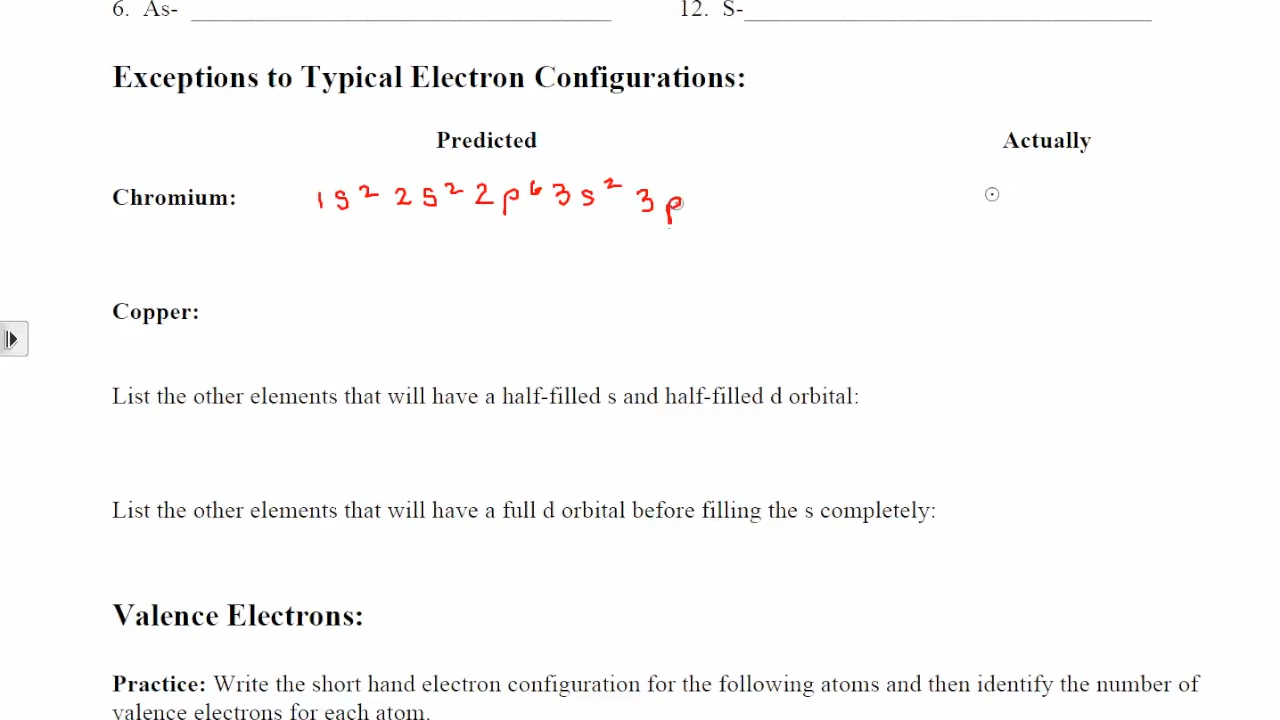 6. As- ___________________________________ 12. S-__________________________________
Exceptions to Typical Electron Configurations:
Predicted Actually
Chromium: 1s² 2s² 2p⁶ 3s² 3p
Copper:
List the other elements that will have a half-filled s and half-filled d orbital:
List the other elements that will have a full d orbital before filling the s completely:
Valence Electrons:
Practice: Write the short hand electron configuration for the following atoms and then identify the number of
valence electrons for each atom.